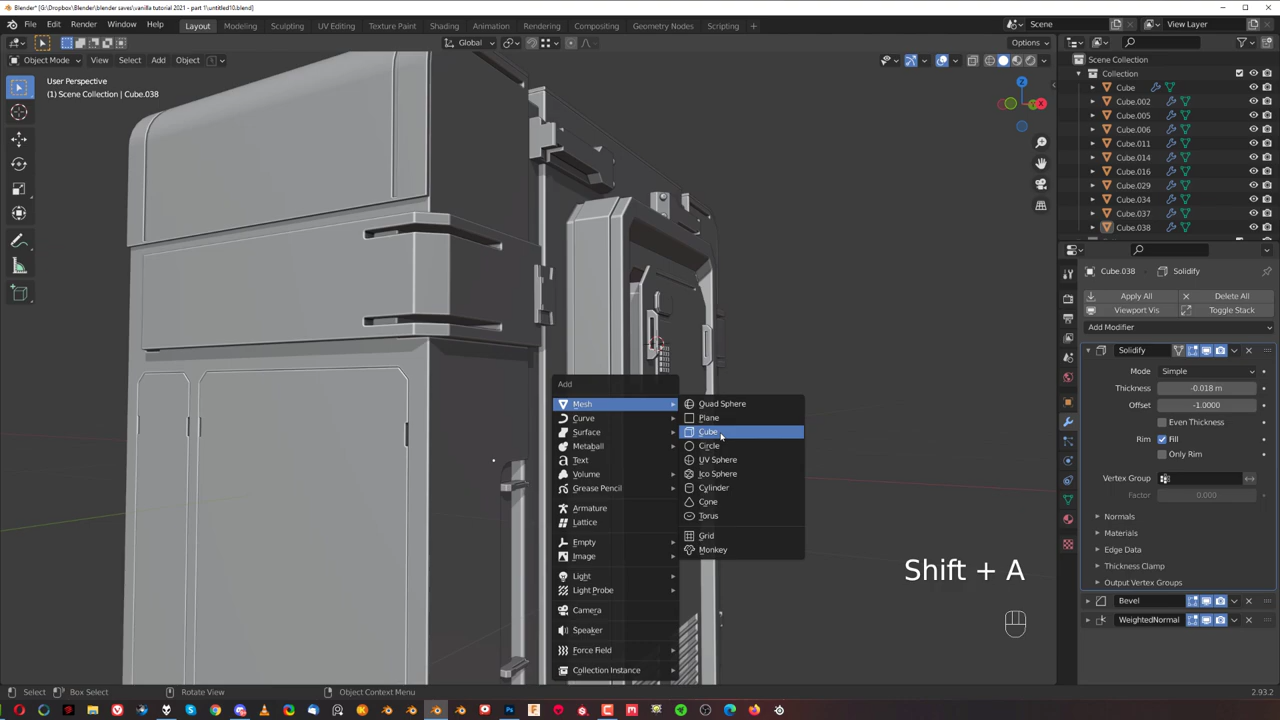 Blender* [G:\Dropbox\Blender\blender saves\vanilla tutorial 2021 - part 1\untitled10.blend]
File Edit Render Window Help Layout Modeling Sculpting UV Editing Texture Paint Shading Animation Rendering Compositing Geometry Nodes Scripting + Scene View Layer
Object Mode View Select Add Object Global Options
User Perspective
(1) Scene Collection | Cube.038
Z
X
Y
Scene Collection
Collection
Cube
Cube.002
Cube.005
Cube.006
Cube.011
Cube.014
Cube.016
Cube.029
Cube.034
Cube.037
Cube.038
Cube.038 > Solidify
Apply All Delete All
Viewport Vis Toggle Stack
Add Modifier
Solidify
Mode Simple
Thickness -0.018 m
Offset -1.0000
Even Thickness
Rim Fill
Only Rim
Vertex Group
Factor 0.000
Normals
Materials
Edge Data
Thickness Clamp
Output Vertex Groups
Bevel
WeightedNormal
Add
Mesh
Curve
Surface
Metaball
Text
Volume
Grease Pencil
Armature
Lattice
Empty
Image
Light
Light Probe
Camera
Speaker
Force Field
Collection Instance
Quad Sphere
Plane
Cube
Circle
UV Sphere
Ico Sphere
Cylinder
Cone
Torus
Grid
Monkey
Shift + A
Select Box Select Rotate View Object Context Menu 2.93.2